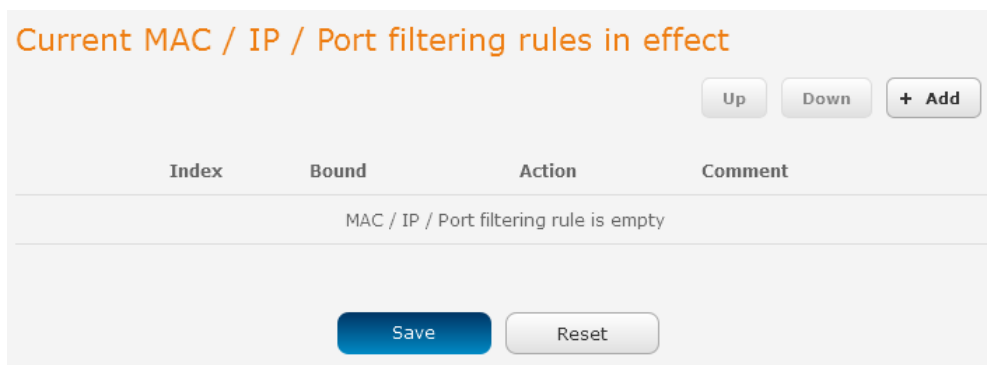 Current MAC / IP / Port filtering rules in effect
Up Down + Add
Index Bound Action Comment
MAC / IP / Port filtering rule is empty
Save Reset